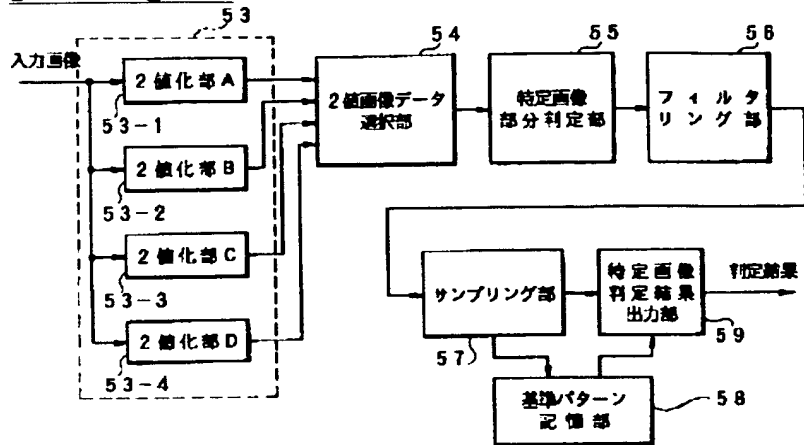 53
入力画像
2値化部A
53-1
2値化部B
53-2
2値化部C
53-3
2値化部D
53-4
54
2値画像データ
選択部
55
特定画像
部分判定部
56
フィルタ
リング部
サンプリング部
57
特定画像
判定結果
出力部
59
判定結果
基準パターン
記憶部
58